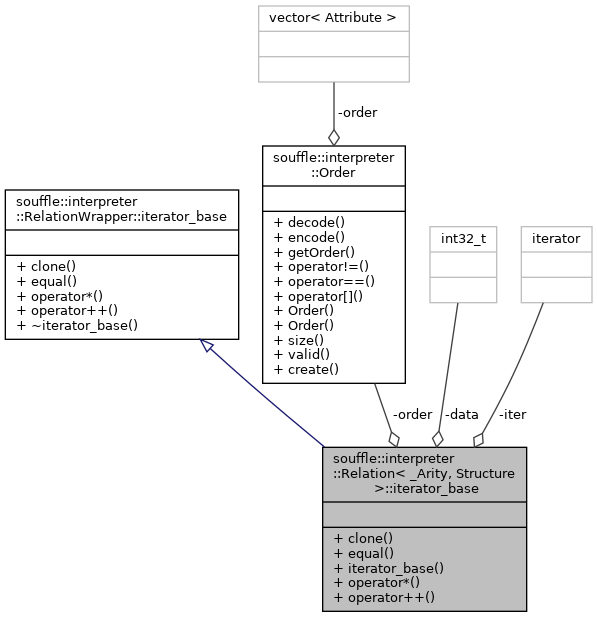 vector< Attribute >
-order
souffle::interpreter
::Order
+ decode()
+ encode()
+ getOrder()
+ operator!=()
+ operator==()
+ operator[]()
+ Order()
+ Order()
+ size()
+ valid()
+ create()
souffle::interpreter
::RelationWrapper::iterator_base
+ clone()
+ equal()
+ operator*()
+ operator++()
+ ~iterator_base()
int32_t
iterator
-order
-data
-iter
souffle::interpreter
::Relation< _Arity, Structure
>::iterator_base
+ clone()
+ equal()
+ iterator_base()
+ operator*()
+ operator++()